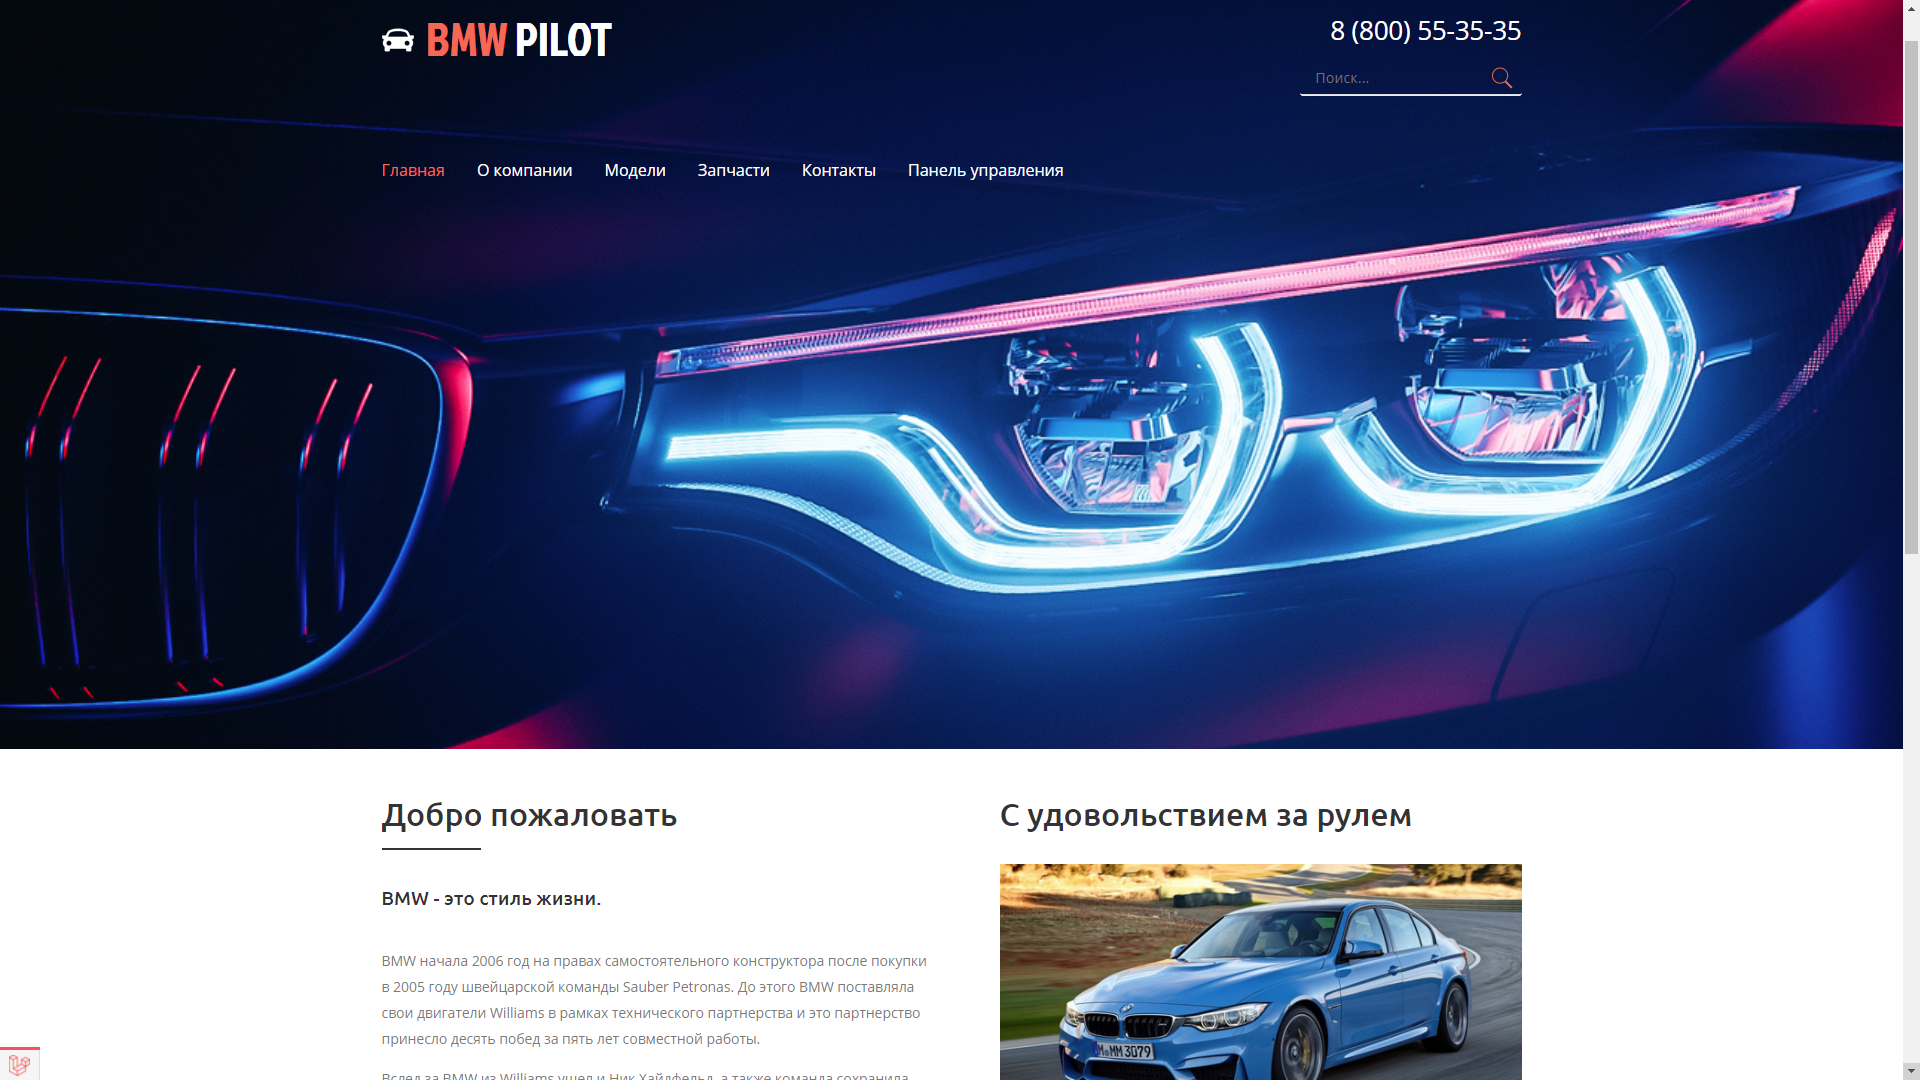 BMW PILOT
8 (800) 55-35-35
Поиск...
Главная О компании Модели Запчасти Контакты Панель управления
Добро пожаловать
BMW - это стиль жизни.
BMW начала 2006 год на правах самостоятельного конструктора после покупки
в 2005 году швейцарской команды Sauber Petronas. До этого BMW поставляла
свои двигатели Williams в рамках технического партнерства и это партнерство
принесло десять побед за пять лет совместной работы.
Вслед за BMW из Williams ушел и Ник Хайдфельд, а также команда сохранила
С удовольствием за рулем
M MM 3079